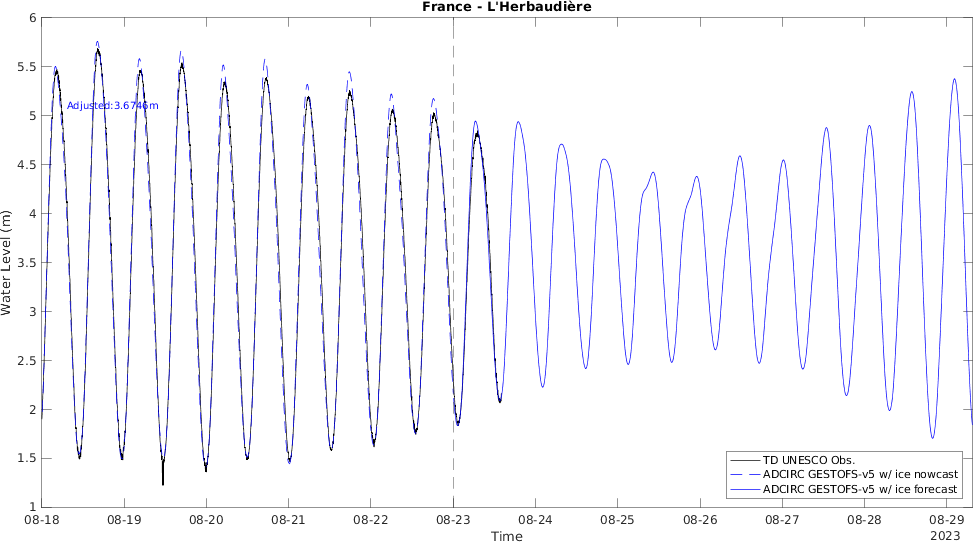 France - L'Herbaudière
6
5.5
5
4.5
4
3.5
3
2.5
2
1.5
1
Water Level (m)
Adjusted:3.6746m
TD UNESCO Obs.
ADCIRC GESTOFS-v5 w/ ice nowcast
ADCIRC GESTOFS-v5 w/ ice forecast
08-18 08-19 08-20 08-21 08-22 08-23 08-24 08-25 08-26 08-27 08-28 08-29
Time
2023